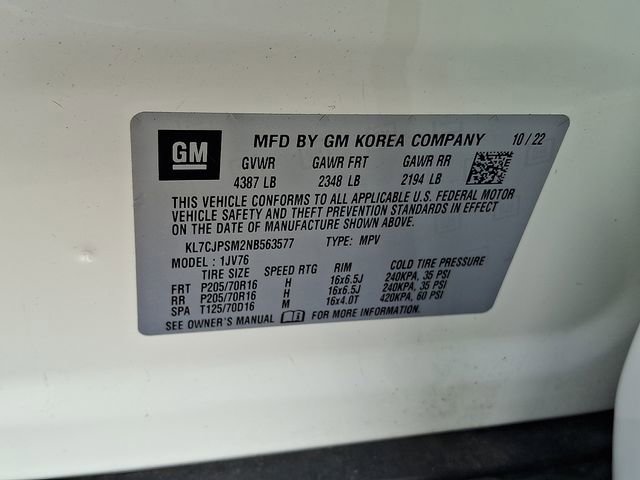 GM MFD BY GM KOREA COMPANY 10/22
GVWR GAWR FRT GAWR RR
4387 LB 2348 LB 2194 LB
THIS VEHICLE CONFORMS TO ALL APPLICABLE U.S. FEDERAL MOTOR
VEHICLE SAFETY AND THEFT PREVENTION STANDARDS IN EFFECT
ON THE DATE OF MANUFACTURE SHOWN ABOVE.
KL7CJPSM2NB563577 TYPE: MPV
MODEL : 1JV76
TIRE SIZE SPEED RTG RIM COLD TIRE PRESSURE
FRT P205/70R16 H 16x6.5J 240KPA, 35 PSI
RR P205/70R16 H 16x6.5J 240KPA, 35 PSI
SPA T125/70D16 M 16x4.0T 420KPA, 60 PSI
SEE OWNER'S MANUAL FOR MORE INFORMATION.